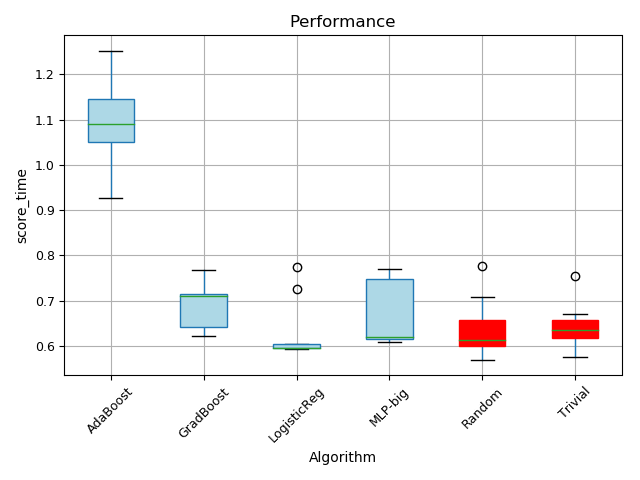 Performance
score_time
1.2
1.1
1.0
0.9
0.8
0.7
0.6
AdaBoost
GradBoost
LogisticReg
MLP-big
Random
Trivial
Algorithm